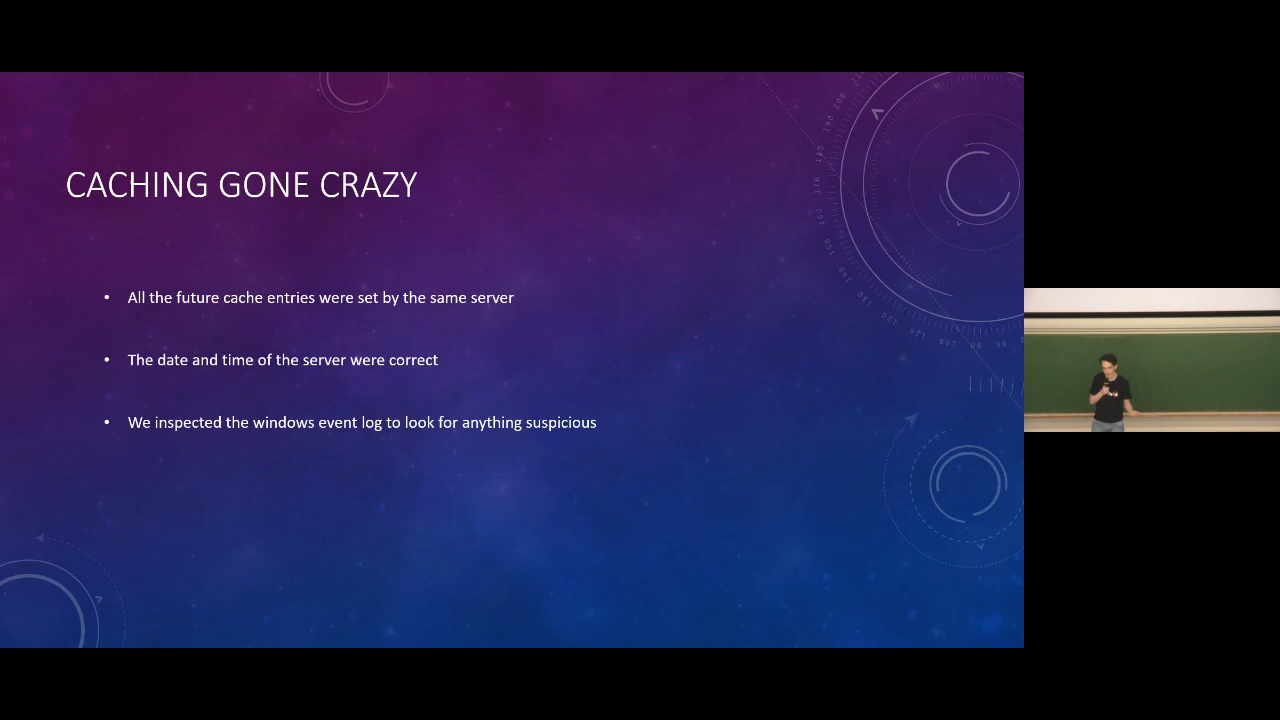 CACHING GONE CRAZY
• All the future cache entries were set by the same server
• The date and time of the server were correct
• We inspected the windows event log to look for anything suspicious